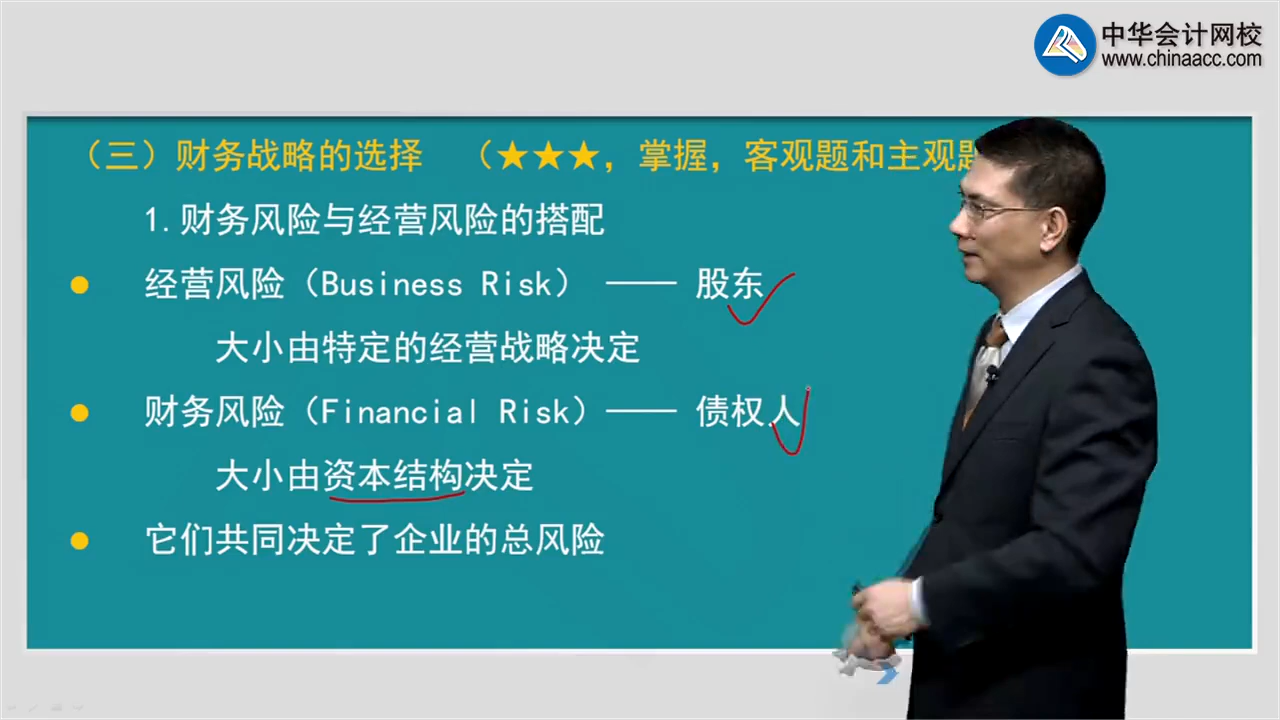 中华会计网校
www.chinaacc.com
（三）财务战略的选择 （★★★，掌握，客观题和主观题
1.财务风险与经营风险的搭配
经营风险（Business Risk） —— 股东
大小由特定的经营战略决定
财务风险（Financial Risk）—— 债权人
大小由资本结构决定
它们共同决定了企业的总风险